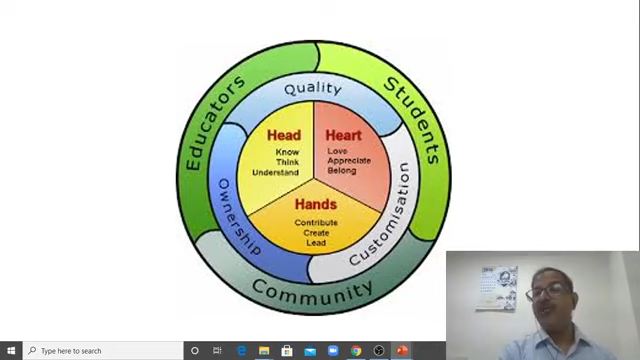 Educators
Students
Community
Quality
Ownership
Customisation
Head
Know
Think
Understand
Heart
Love
Appreciate
Belong
Hands
Contribute
Create
Lead
Type here to search